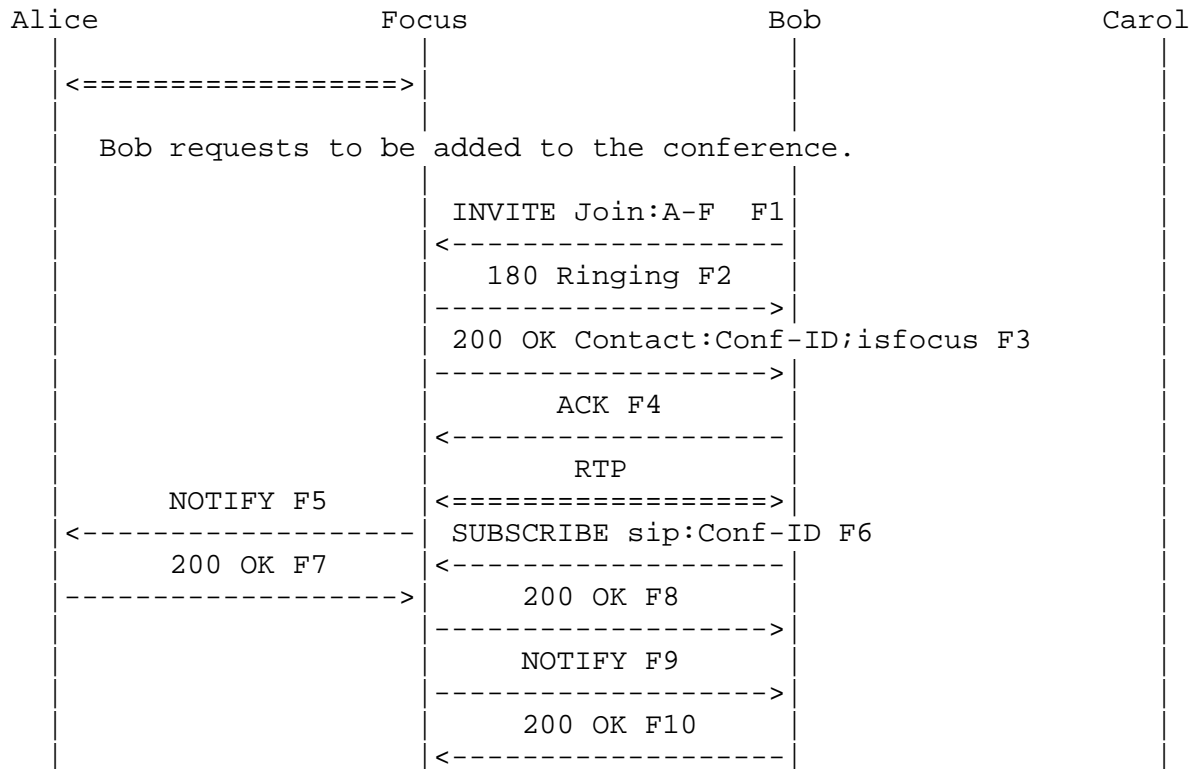 Alice Focus Bob Carol
| | | |
|<==================>| | |
| | | |
| Bob requests to be added to the conference. |
| | | |
| | INVITE Join:A-F F1| |
| |<--------------------| |
| | 180 Ringing F2 | |
| |------------------->| |
| | 200 OK Contact:Conf-ID;isfocus F3 |
| |------------------->| |
| | ACK F4 | |
| |<--------------------| |
| | RTP | |
| NOTIFY F5 |<==================>| |
|<-------------------| SUBSCRIBE sip:Conf-ID F6 |
| 200 OK F7 |<--------------------| |
|------------------->| 200 OK F8 | |
| |------------------->| |
| | NOTIFY F9 | |
| |------------------->| |
| | 200 OK F10 | |
| |<--------------------| |